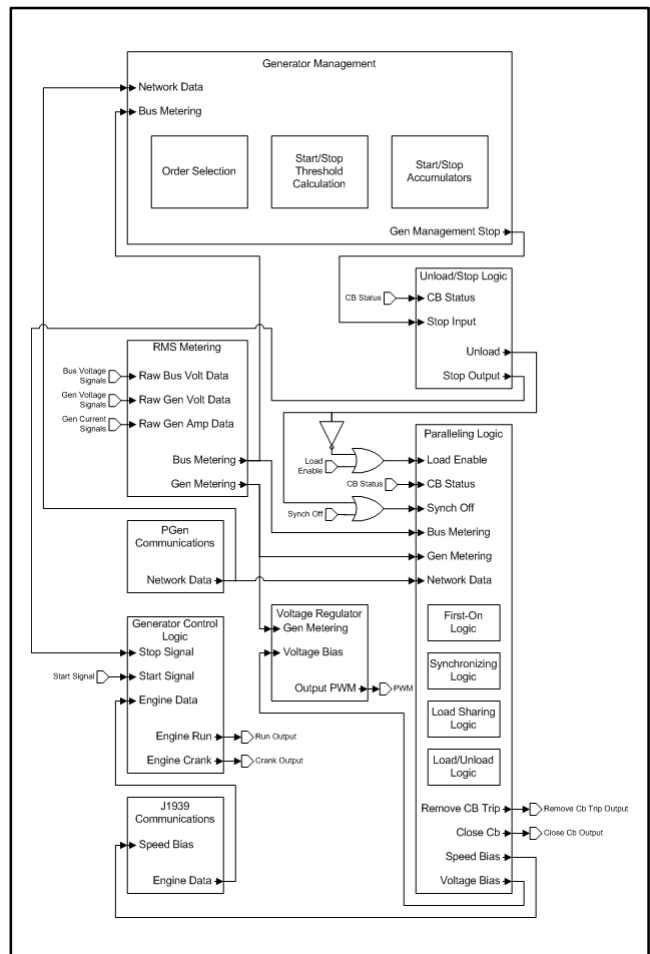 Generator Management
Network Data
Bus Metering
Order Selection
Start/Stop
Threshold
Calculation
Start/Stop
Accumulators
Gen Management Stop
Unload/Stop Logic
CB Status
CB Status
Stop Input
Unload
Stop Output
RMS Metering
Bus Voltage
Signals
Raw Bus Volt Data
Gen Voltage
Signals
Raw Gen Volt Data
Gen Current
Signals
Raw Gen Amp Data
Bus Metering
Gen Metering
Paralleling Logic
Load
Enable
Load Enable
CB Status
CB Status
Synch Off
Synch Off
Bus Metering
Gen Metering
Network Data
First-On
Logic
Synchronizing
Logic
Load Sharing
Logic
Load/Unload
Logic
Remove CB Trip
Remove Cb Trip Output
Close Cb
Close Cb Output
Speed Bias
Voltage Bias
PGen
Communications
Network Data
Generator Control
Logic
Stop Signal
Start Signal
Start Signal
Engine Data
Engine Run
Run Output
Engine Crank
Crank Output
Voltage Regulator
Gen Metering
Voltage Bias
Output PWM
PWM
J1939
Communications
Speed Bias
Engine Data